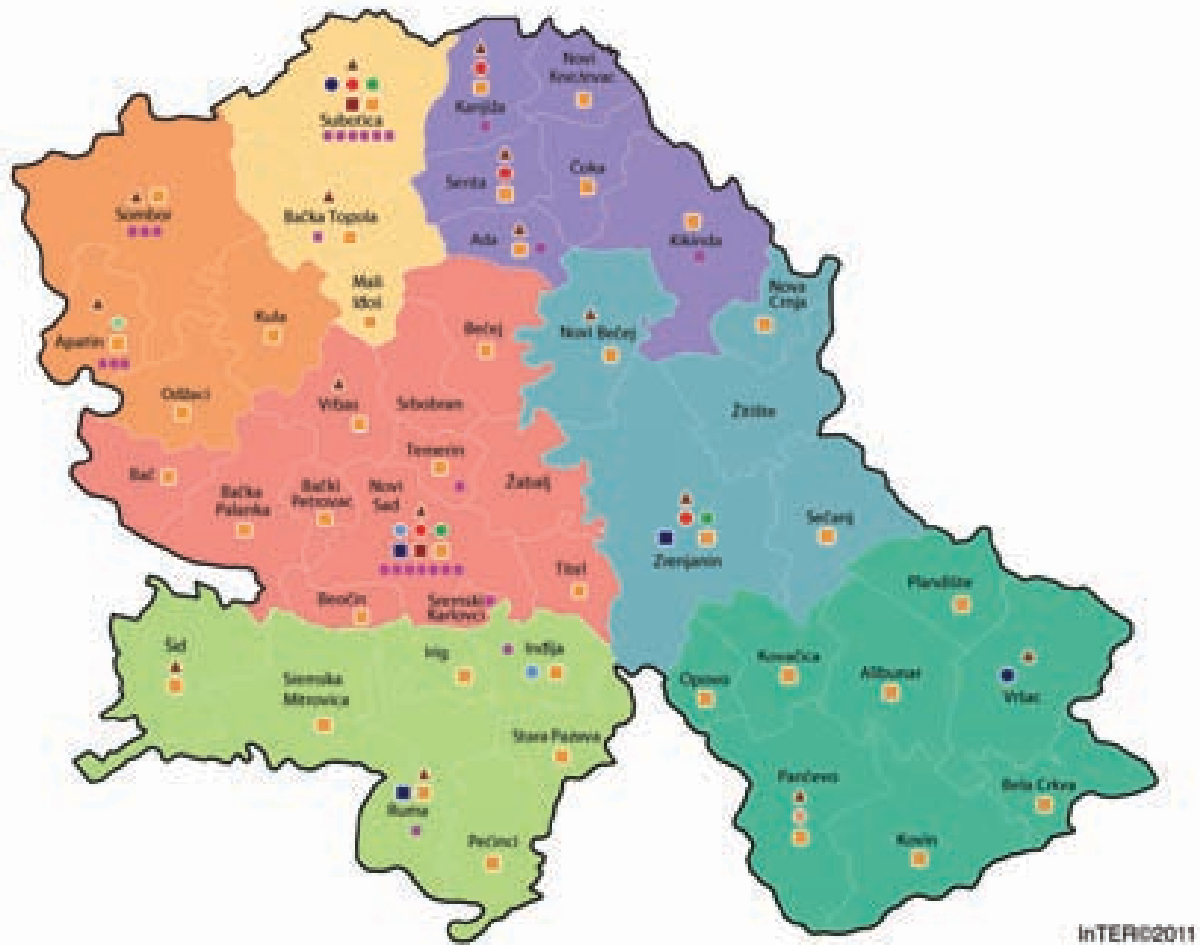 Novi
Kneževac
Kanjiža
Subotica
Čoka
Senta
Sombor
Bačka Topola
Ada
Kikinda
Mali
Iđoš
Nova
Crnja
Kula
Bečej
Novi Bečej
Apatin
Odžaci
Vrbas
Srbobran
Žitište
Temerin
Bač
Bačka
Palanka
Bački
Petrovac
Novi
Sad
Žabalj
Sečanj
Zrenjanin
Titel
Plandište
Beočin
Sremski
Karlovci
Šid
Irig
Inđija
Kovačica
Alibunar
Opovo
Sremska
Mitrovica
Vršac
Stara Pazova
Pančevo
Bela Crkva
Ruma
Pećinci
Kovin
InTER©2011